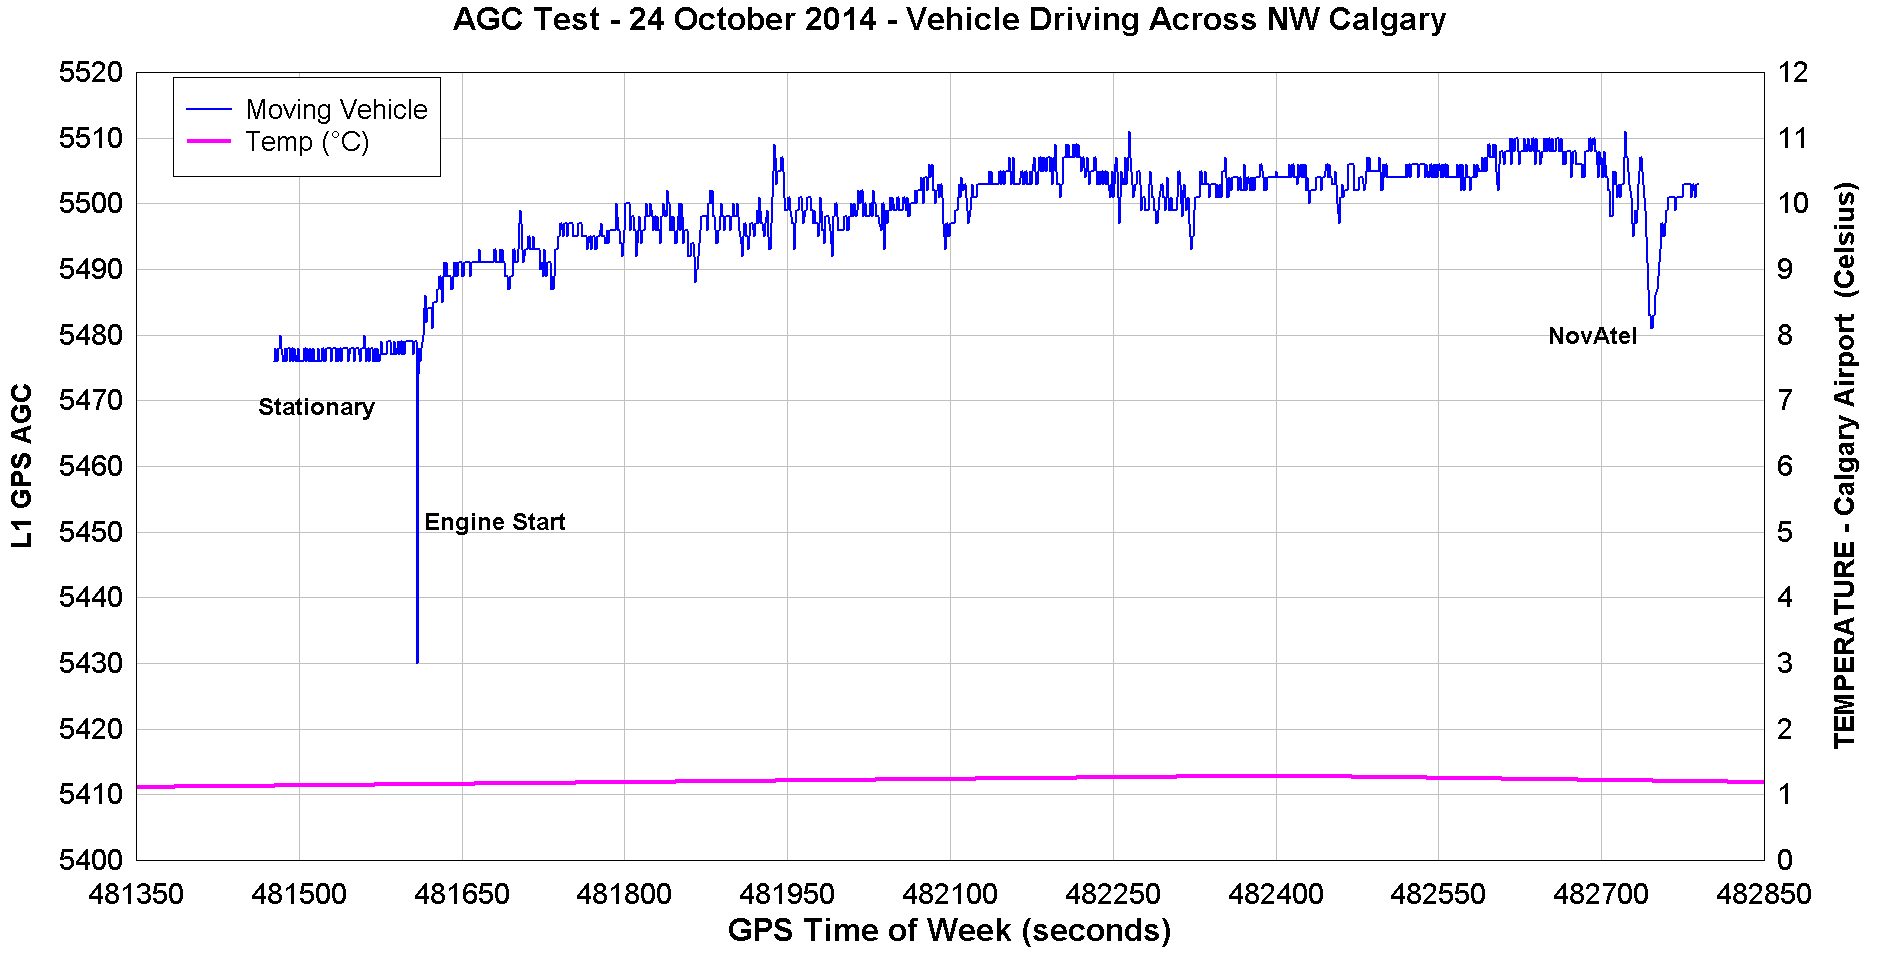 AGC Test - 24 October 2014 - Vehicle Driving Across NW Calgary
Moving Vehicle
Temp (°C)
5520
5510
5500
5490
5480
5470
5460
5450
5440
5430
5420
5410
5400
L1 GPS AGC
Stationary
Engine Start
NovAtel
12
11
10
9
8
7
6
5
4
3
2
1
0
TEMPERATURE - Calgary Airport (Celsius)
481350 481500 481650 481800 481950 482100 482250 482400 482550 482700 482850
GPS Time of Week (seconds)